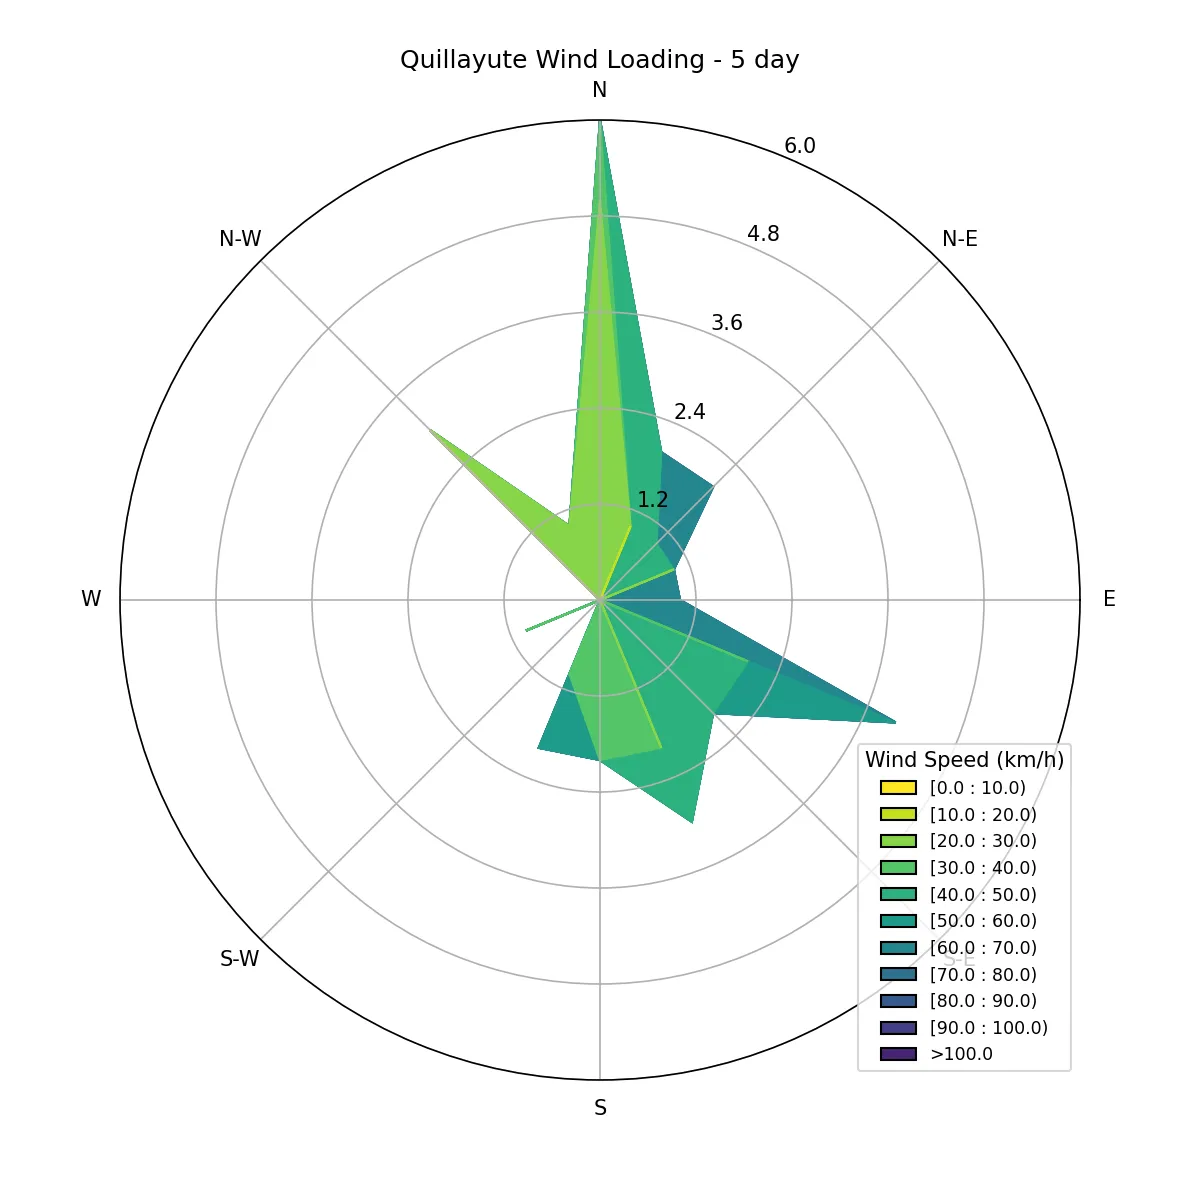 Quillayute Wind Loading - 5 day
N
6.0
N-W
4.8
N-E
3.6
2.4
1.2
W
E
Wind Speed (km/h)
[0.0 : 10.0)
[10.0 : 20.0)
[20.0 : 30.0)
[30.0 : 40.0)
[40.0 : 50.0)
[50.0 : 60.0)
[60.0 : 70.0)
[70.0 : 80.0)
[80.0 : 90.0)
[90.0 : 100.0)
>100.0
S-W
S-E
S